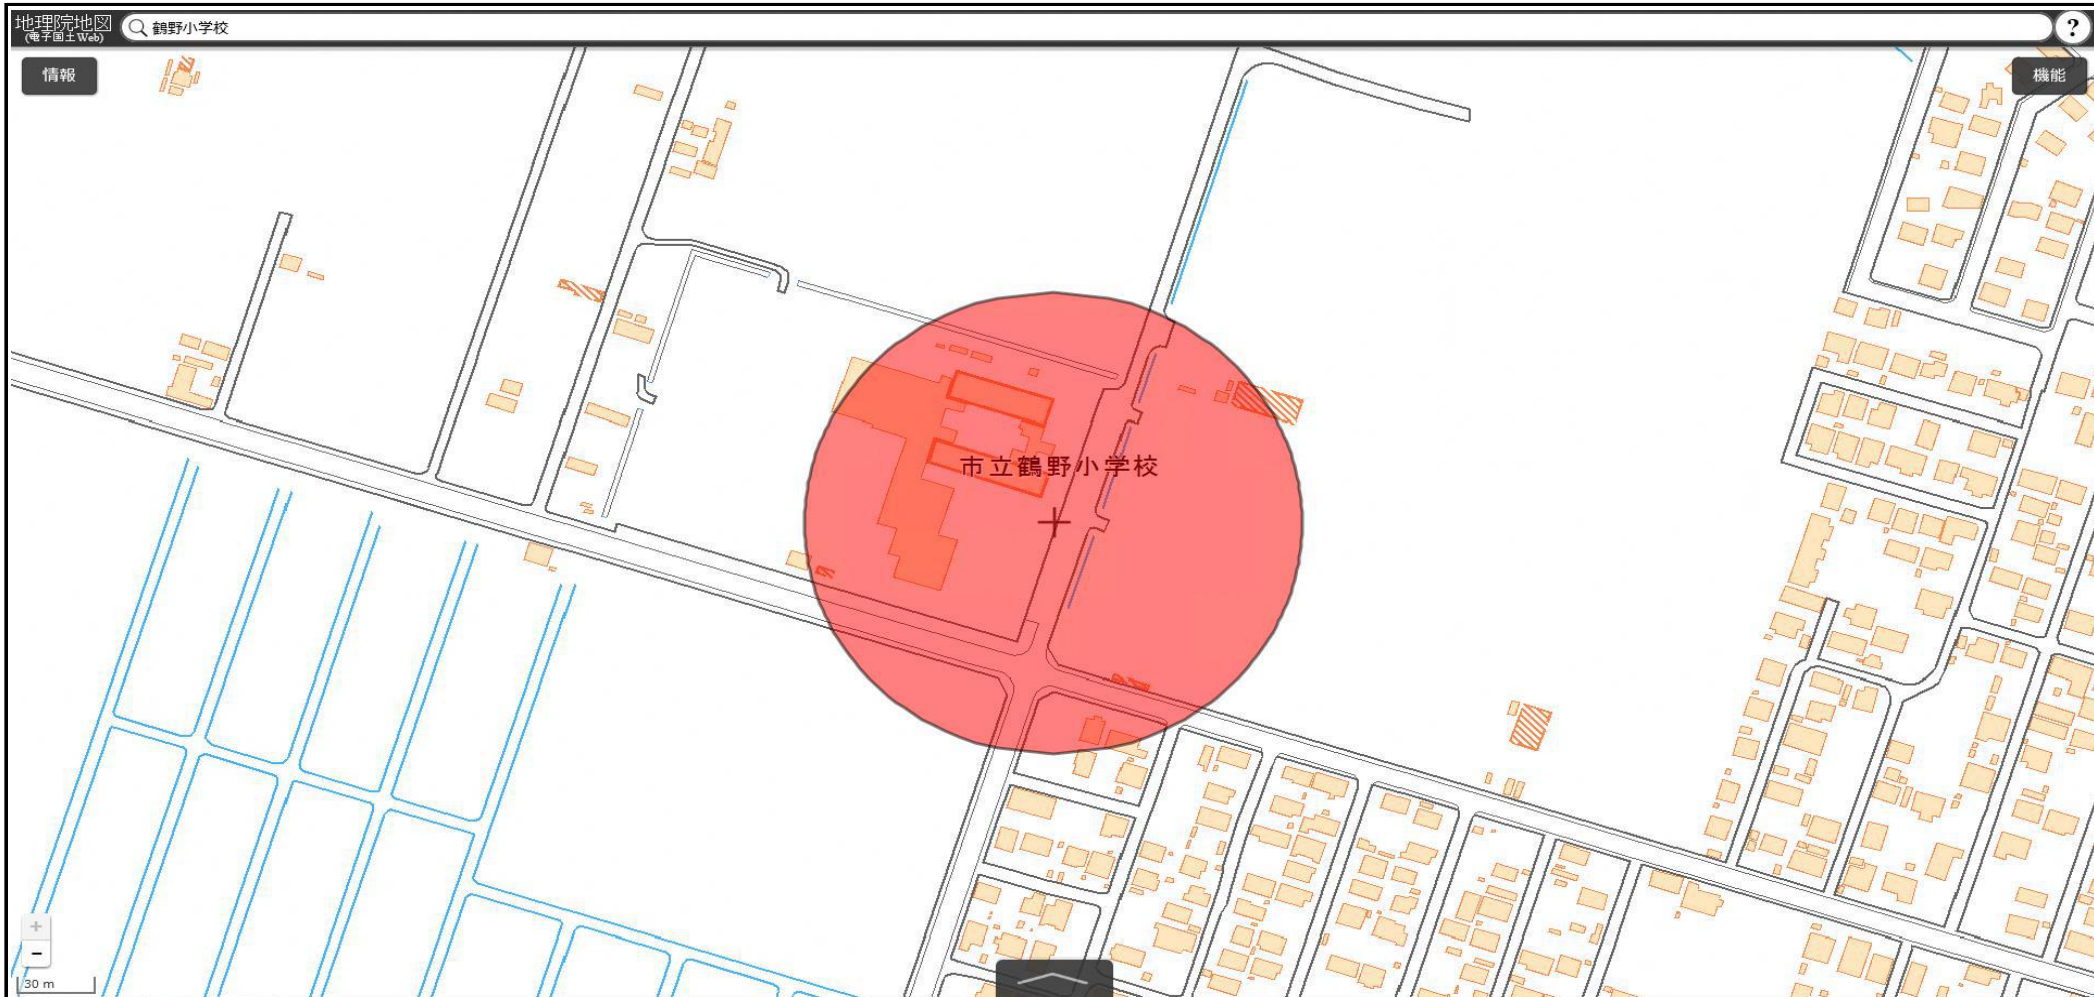 地理院地図
(電子国土Web)
鶴野小学校
?
情報
機能
市立鶴野小学校
+
−
30 m